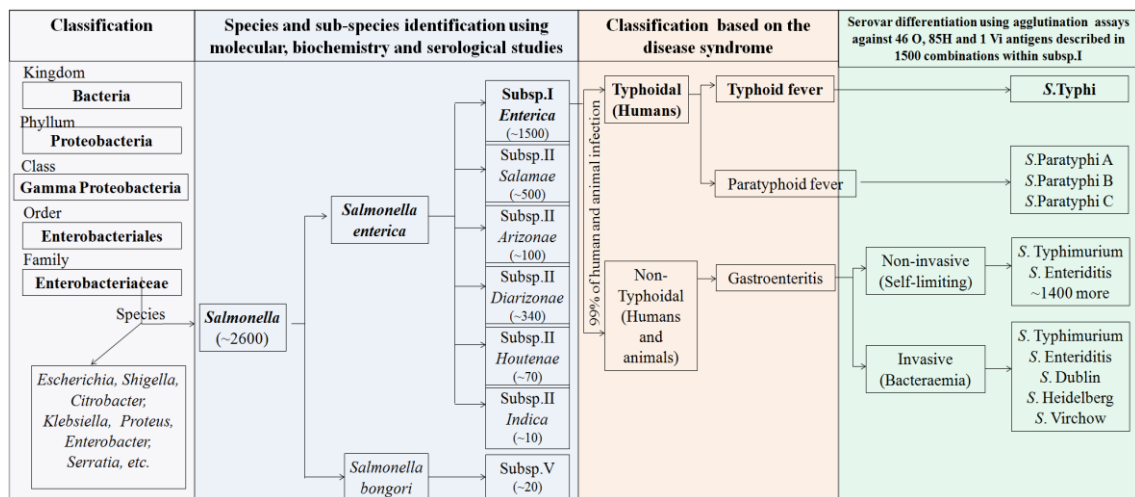 Classification
Kingdom
Bacteria
Phyllum
Proteobacteria
Class
Gamma Proteobacteria
Order
Enterobacteriales
Family
Enterobacteriaceae
Species
Escherichia, Shigella,
Citrobacter,
Klebsiella, Proteus,
Enterobacter,
Serratia, etc.
Species and sub-species identification using
molecular, biochemistry and serological studies
Salmonella
(~2600)
Salmonella
enterica
Salmonella
bongori
Subsp.I
Enterica
(~1500)
Subsp.II
Salamae
(~500)
Subsp.II
Arizonae
(~100)
Subsp.II
Diarizonae
(~340)
Subsp.II
Houtenae
(~70)
Subsp.II
Indica
(~10)
Subsp.V
(~20)
Classification based on the
disease syndrome
99% of human and animal infection
Typhoidal
(Humans)
Typhoid fever
Paratyphoid fever
Non-
Typhoidal
(Humans
and
animals)
Gastroenteritis
Serovar differentiation using agglutination assays
against 46 O, 85H and 1 Vi antigens described in
1500 combinations within subsp.I
S.Typhi
S.Paratyphi A
S.Paratyphi B
S.Paratyphi C
Non-invasive
(Self-limiting)
S. Typhimurium
S. Enteriditis
~1400 more
Invasive
(Bacteraemia)
S. Typhimurium
S. Enteriditis
S. Dublin
S. Heidelberg
S. Virchow